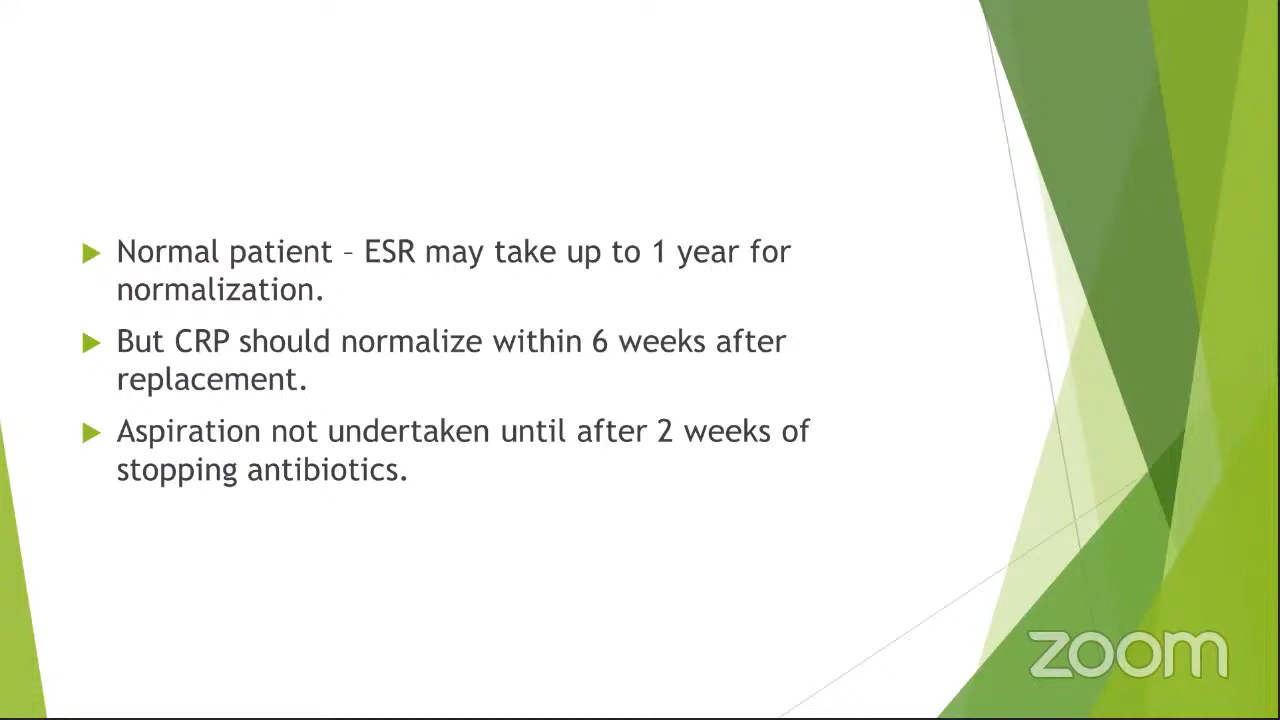 Normal patient – ESR may take up to 1 year for
normalization.
But CRP should normalize within 6 weeks after
replacement.
Aspiration not undertaken until after 2 weeks of
stopping antibiotics.
zoom